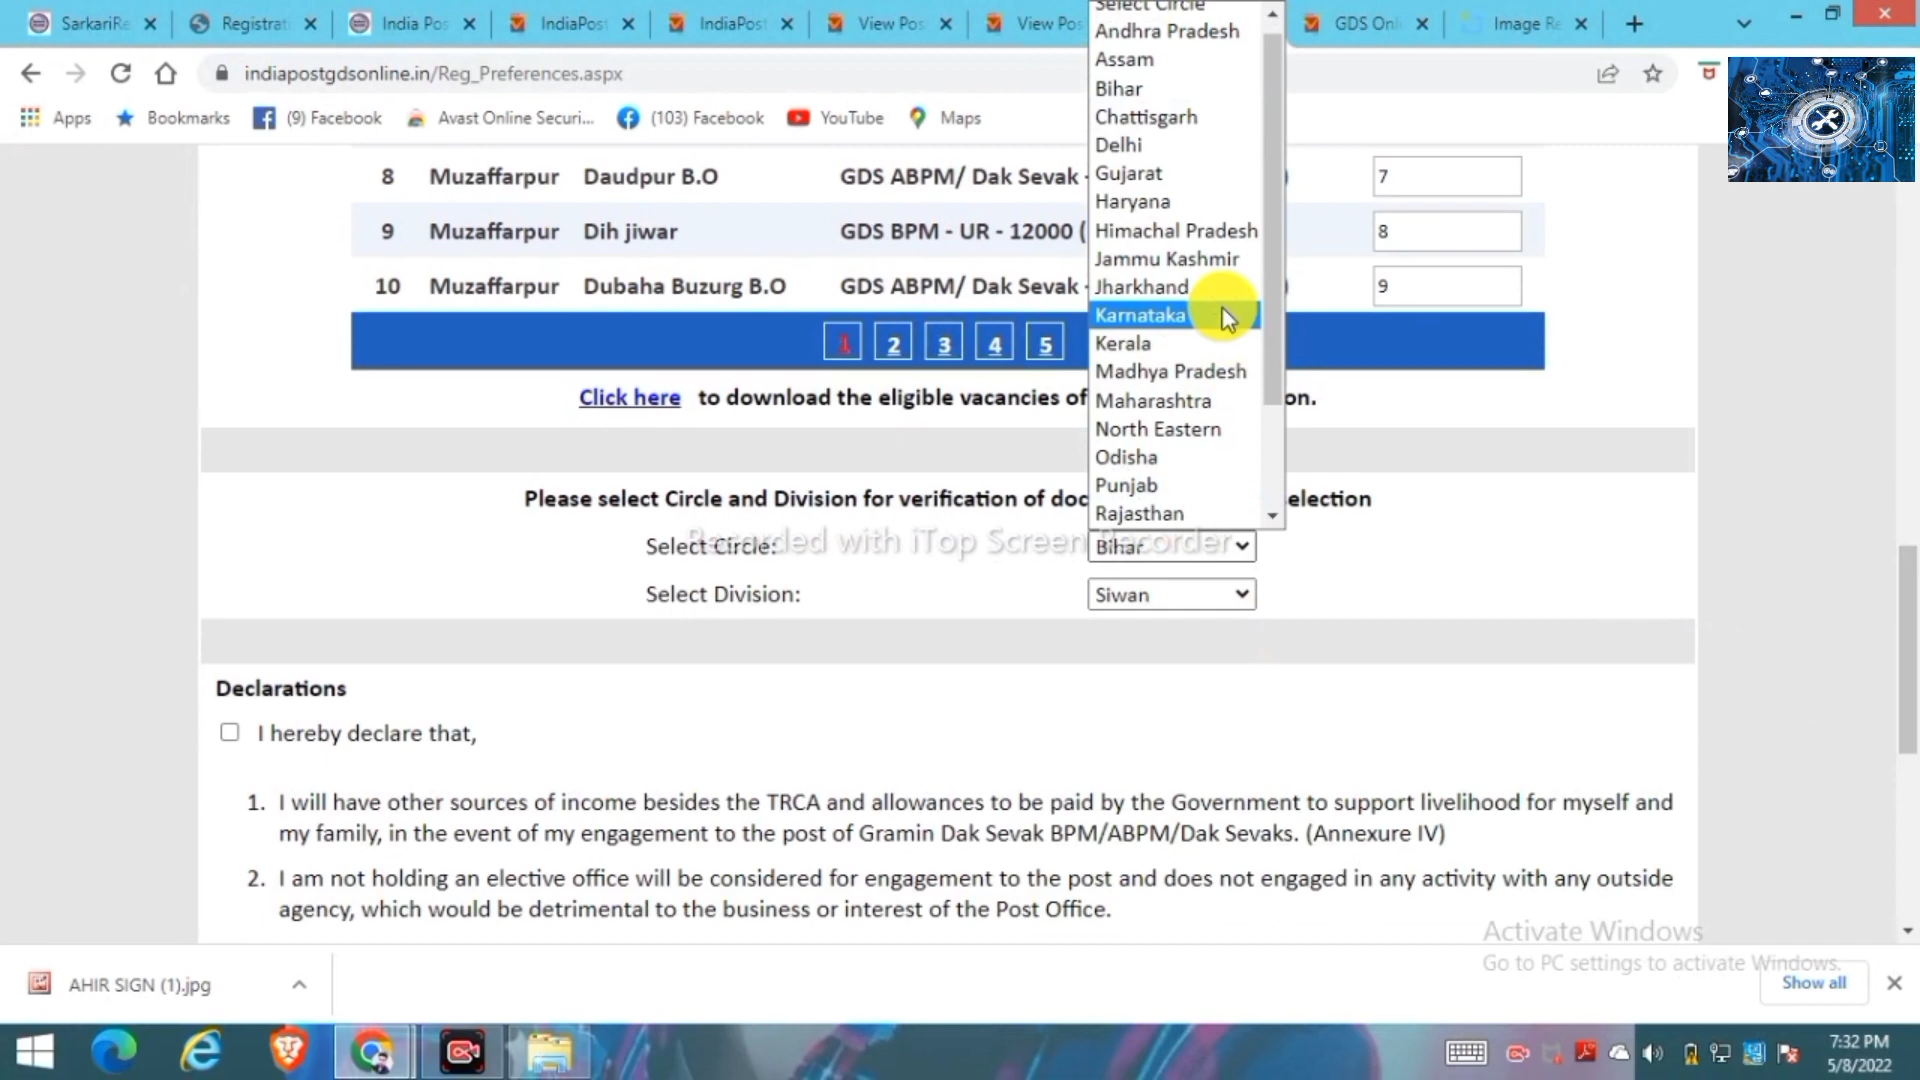 SarkariRe
Registrat
India Pos
IndiaPost
IndiaPost
View Pos
View Pos
GDS Onl
Image Re
indiapostgdsonline.in/Reg_Preferences.aspx
Apps
Bookmarks
(9) Facebook
Avast Online Securi...
(103) Facebook
YouTube
Maps
Select Circle
Andhra Pradesh
Assam
Bihar
Chattisgarh
Delhi
Gujarat
Haryana
Himachal Pradesh
Jammu Kashmir
Jharkhand
Karnataka
Kerala
Madhya Pradesh
Maharashtra
North Eastern
Odisha
Punjab
Rajasthan
8 Muzaffarpur Daudpur B.O GDS ABPM/ Dak Sevak - ) 7
9 Muzaffarpur Dih jiwar GDS BPM - UR - 12000 ( 8
10 Muzaffarpur Dubaha Buzurg B.O GDS ABPM/ Dak Sevak - ) 9
1 2 3 4 5
Click here to download the eligible vacancies of on.
Please select Circle and Division for verification of doc election
Recorded with iTop Screen Recorder
Select Circle: Bihar
Select Division: Siwan
Declarations
I hereby declare that,
1. I will have other sources of income besides the TRCA and allowances to be paid by the Government to support livelihood for myself and
my family, in the event of my engagement to the post of Gramin Dak Sevak BPM/ABPM/Dak Sevaks. (Annexure IV)
2. I am not holding an elective office will be considered for engagement to the post and does not engaged in any activity with any outside
agency, which would be detrimental to the business or interest of the Post Office.
Activate Windows
Go to PC settings to activate Windows.
AHIR SIGN (1).jpg
Show all
7:32 PM
5/8/2022